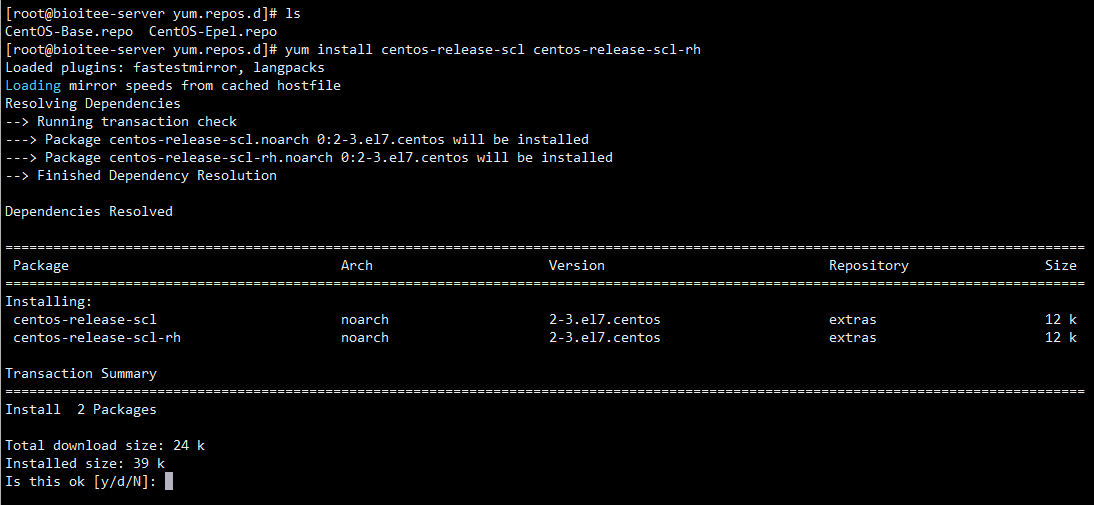 [root@bioitee-server yum.repos.d]# ls
CentOS-Base.repo  CentOS-Epel.repo
[root@bioitee-server yum.repos.d]# yum install centos-release-scl centos-release-scl-rh
Loaded plugins: fastestmirror, langpacks
Loading mirror speeds from cached hostfile
Resolving Dependencies
--> Running transaction check
---> Package centos-release-scl.noarch 0:2-3.el7.centos will be installed
---> Package centos-release-scl-rh.noarch 0:2-3.el7.centos will be installed
--> Finished Dependency Resolution

Dependencies Resolved

=======================================================================================================================================
 Package                                  Arch                      Version                            Repository                 Size
=======================================================================================================================================
Installing:
 centos-release-scl                       noarch                    2-3.el7.centos                     extras                     12 k
 centos-release-scl-rh                    noarch                    2-3.el7.centos                     extras                     12 k

Transaction Summary
=======================================================================================================================================
Install  2 Packages

Total download size: 24 k
Installed size: 39 k
Is this ok [y/d/N]: